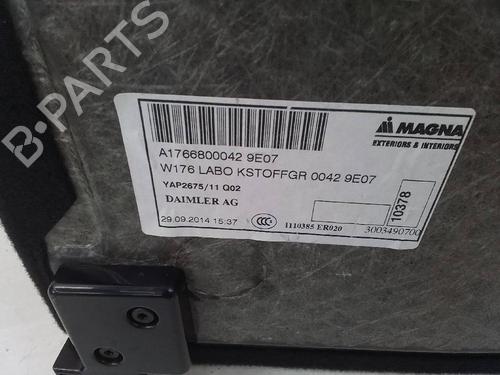 B-PARTS
MAGNA
EXTERIORS & INTERIORS
A1766800042 9E07
W176 LABO KSTOFFGR 0042 9E07
YAP2675/11 Q02
DAIMLER AG
29.09.2014 15:37
CCC
1110385 ER020
10378
3003490700